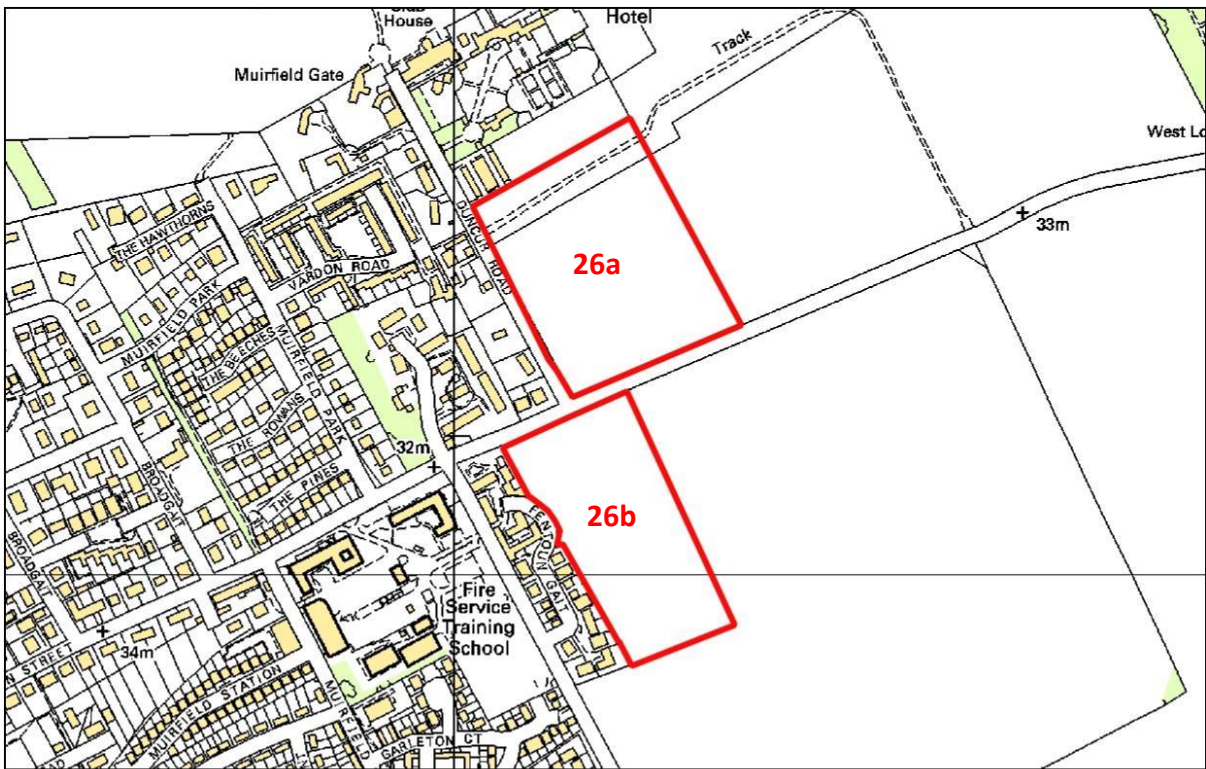 House
Hotel
Muirfield Gate
Track
West Lo
33m
THE HAWTHORNS
DUNCUR ROAD
26a
VARDON ROAD
MUIRFIELD PARK
THE BEECHES
MUIRFIELD PARK
THE ROWANS
32m
BROADGAIT
THE PINES
26b
ENTOUN GAIT
BROADGAIT
Fire
Service
Training
School
34m
N STREET
MUIRFIELD STATION
MUIRFIELD
GARLETON CT